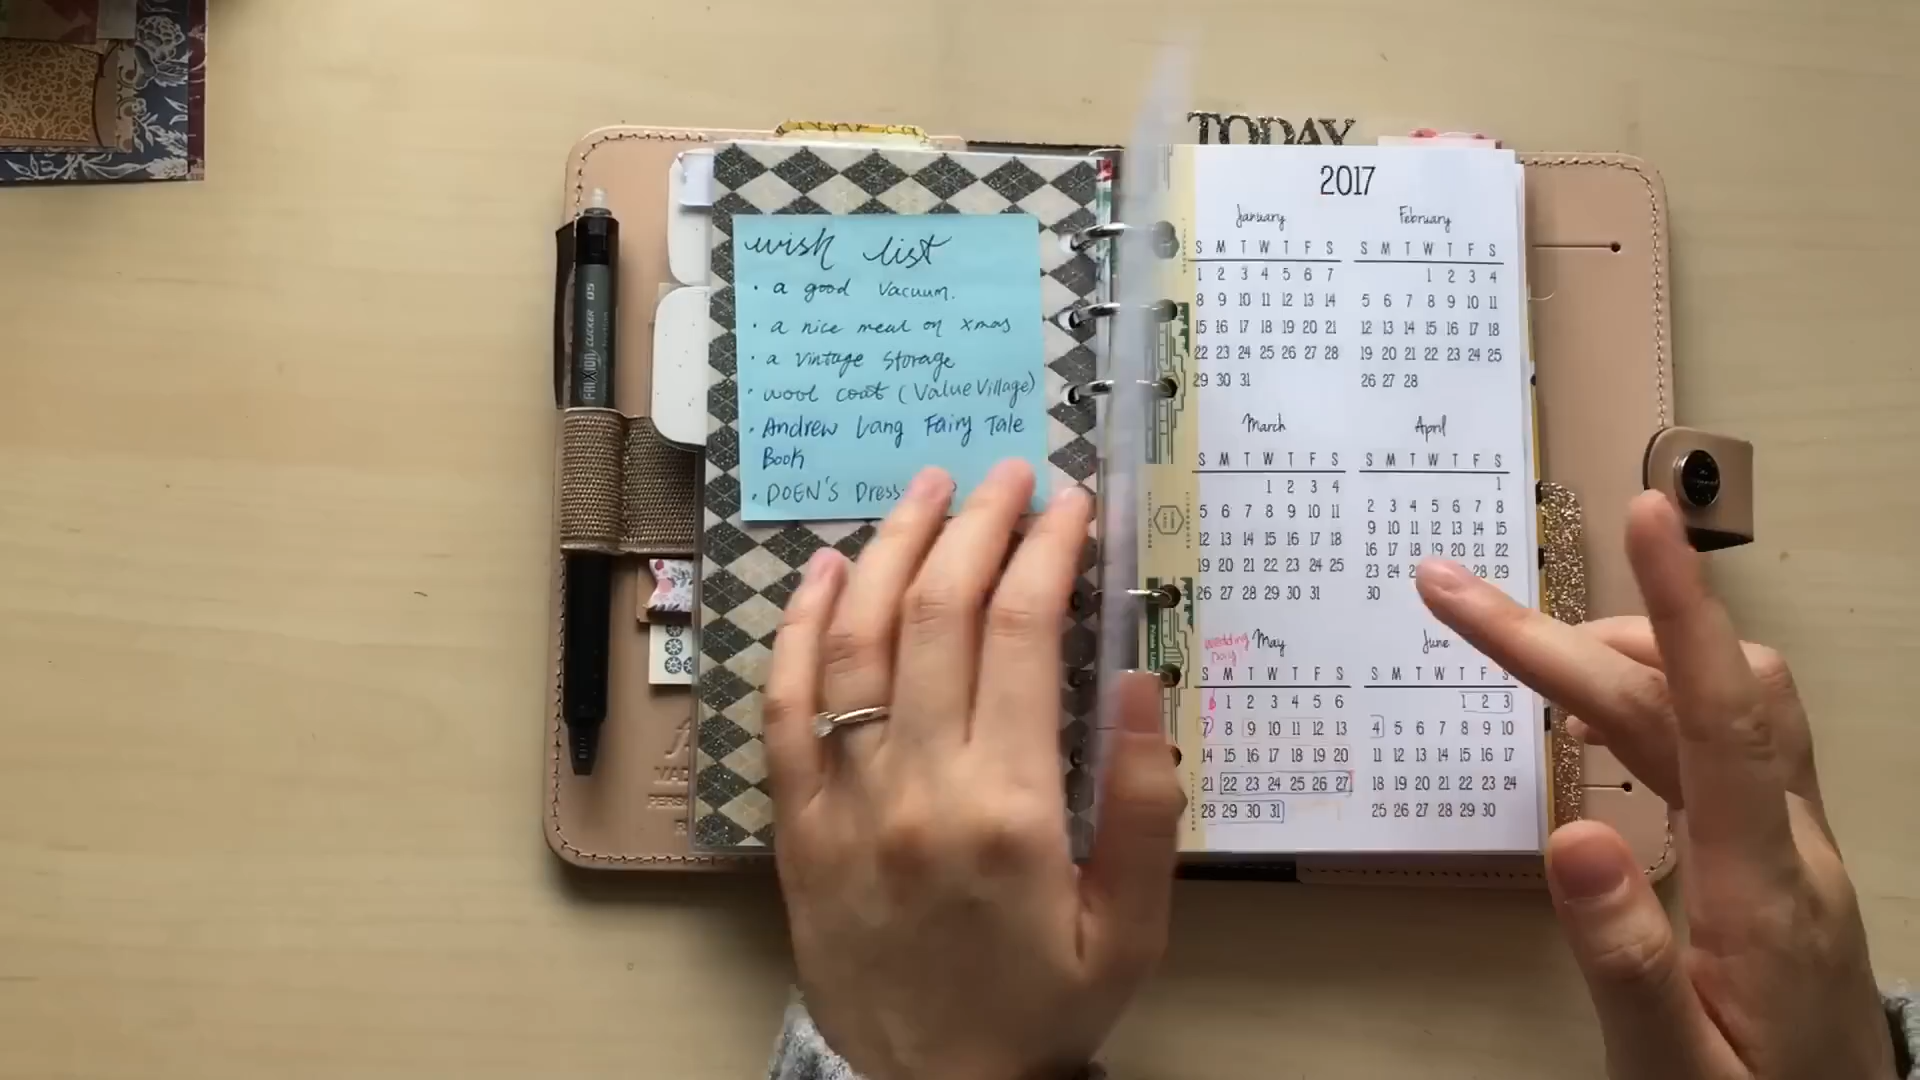 TODAY
wish list
· a good vacuum.
· a nice meal on xmas
· a vintage storage
· wool coat (Value Village)
· Andrew Lang Fairy Tale
Book
· DOEN'S Dress
FRIXION CLICKER 05
2017
January
S M T W T F S
1 2 3 4 5 6 7
8 9 10 11 12 13 14
15 16 17 18 19 20 21
22 23 24 25 26 27 28
29 30 31
February
S M T W T F S
1 2 3 4
5 6 7 8 9 10 11
12 13 14 15 16 17 18
19 20 21 22 23 24 25
26 27 28
March
S M T W T F S
1 2 3 4
5 6 7 8 9 10 11
12 13 14 15 16 17 18
19 20 21 22 23 24 25
26 27 28 29 30 31
April
S M T W T F S
1
2 3 4 5 6 7 8
9 10 11 12 13 14 15
16 17 18 19 20 21 22
23 24 28 29
30
wedding
Day
May
S M T W T F S
1 2 3 4 5 6
7 8 9 10 11 12 13
14 15 16 17 18 19 20
21 22 23 24 25 26 27
28 29 30 31
June
S M T W T F S
1 2 3
4 5 6 7 8 9 10
11 12 13 14 15 16 17
18 19 20 21 22 23 24
25 26 27 28 29 30